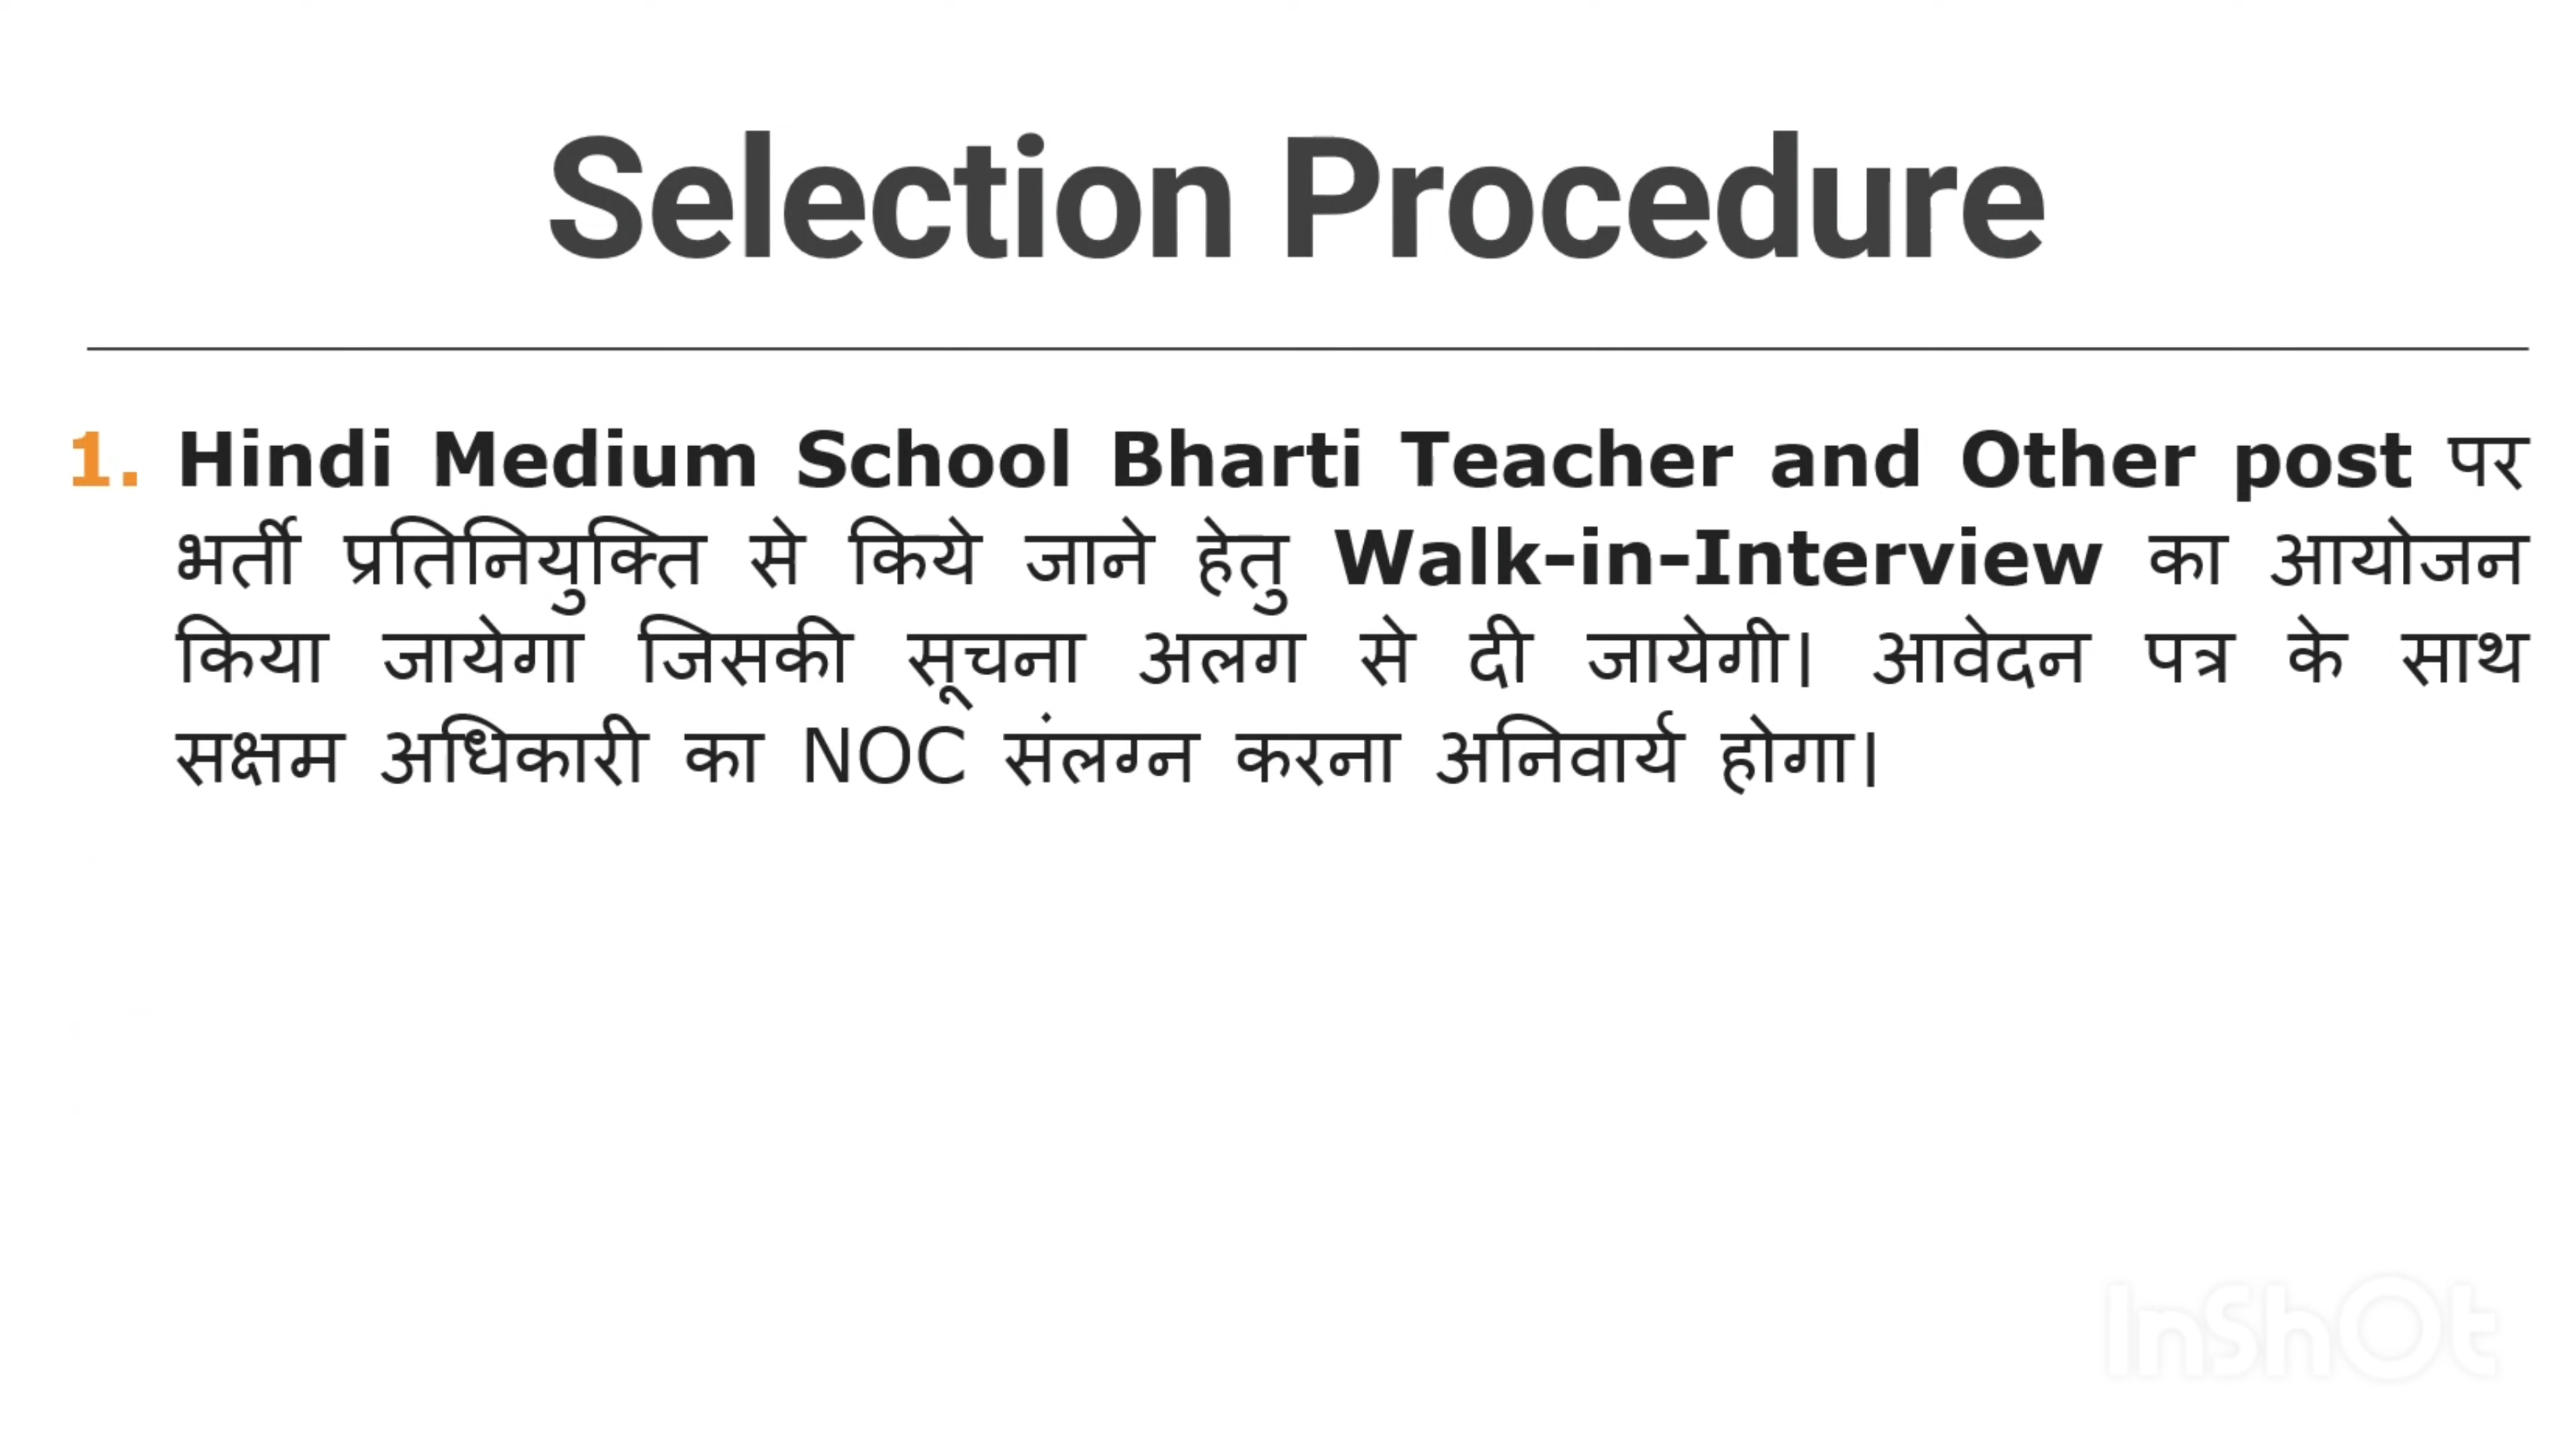 Selection Procedure
1. Hindi Medium School Bharti Teacher and Other post पर
भर्ती प्रतिनियुक्ति से किये जाने हेतु Walk-in-Interview का आयोजन
किया जायेगा जिसकी सूचना अलग से दी जायेगी। आवेदन पत्र के साथ
सक्षम अधिकारी का NOC संलग्न करना अनिवार्य होगा।
InShOt